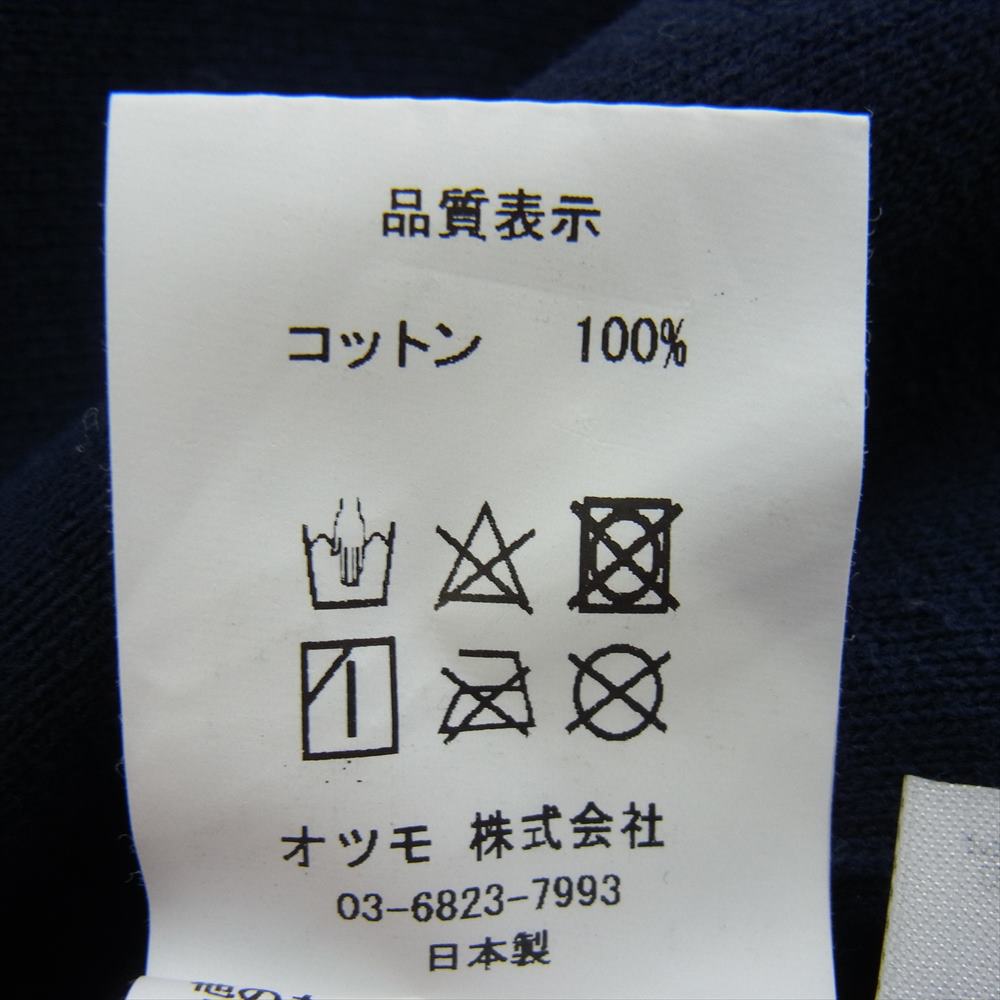 品質表示
コットン 100%
オツモ 株式会社
03-6823-7993
日本製